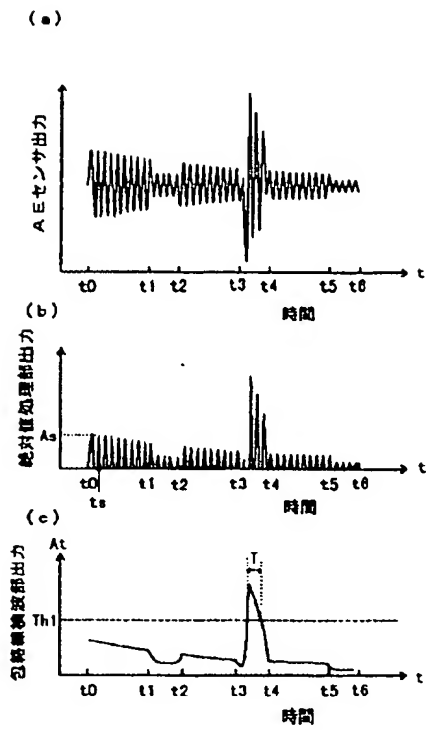 (a)
AEセンサ出力
t0 t1 t2 t3 t4 t5 t6
t
時間
(b)
絶対値処理部出力
As
t0 t1 t2 t3 t4 t5 t6
t
ts
時間
(c)
包絡線検波部出力
At
T
Th1
t0 t1 t2 t3 t4 t5 t6
t
時間